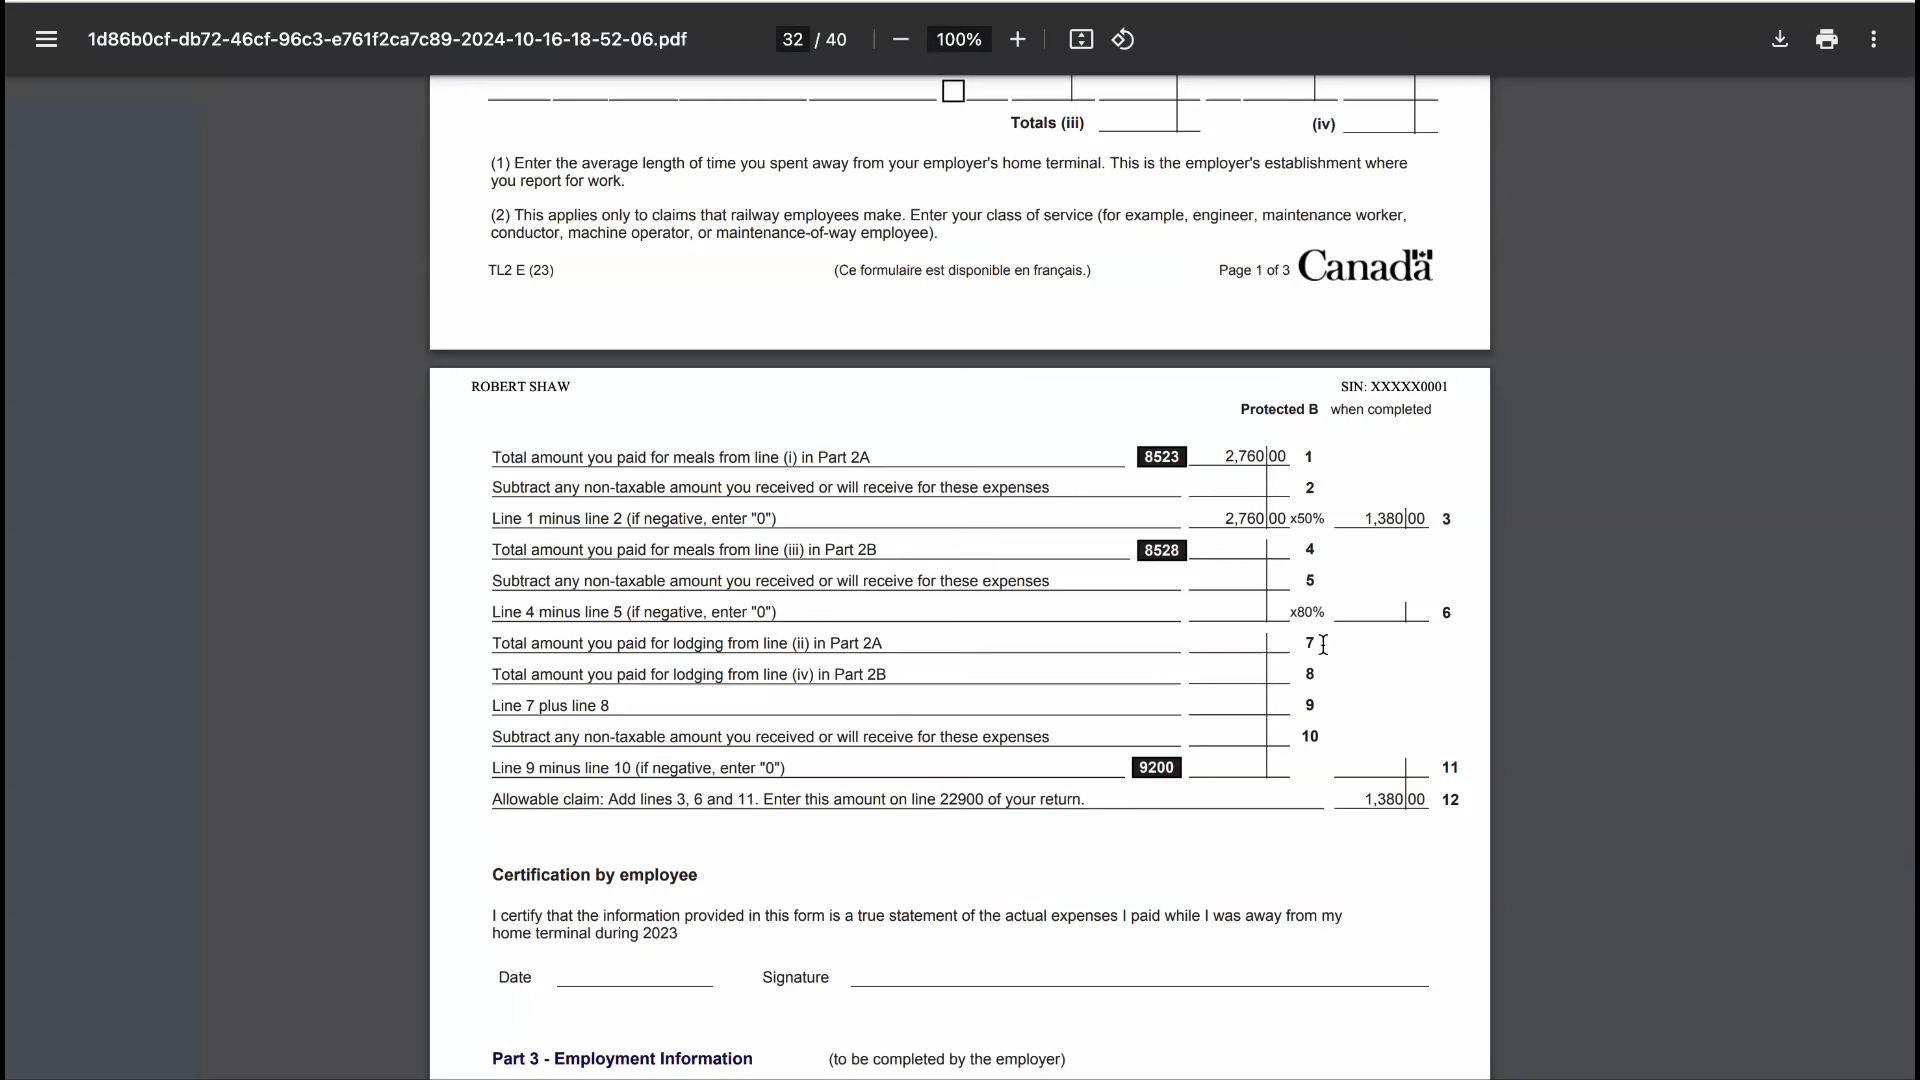 1d86b0cf-db72-46cf-96c3-e761f2ca7c89-2024-10-16-18-52-06.pdf 32 / 40 100%
Totals (iii) (iv)
(1) Enter the average length of time you spent away from your employer's home terminal. This is the employer's establishment where
you report for work.
(2) This applies only to claims that railway employees make. Enter your class of service (for example, engineer, maintenance worker,
conductor, machine operator, or maintenance-of-way employee).
TL2 E (23) (Ce formulaire est disponible en français.) Page 1 of 3 Canada
ROBERT SHAW SIN: XXXXX0001
Protected B when completed
Total amount you paid for meals from line (i) in Part 2A 8523 2,760 00 1
Subtract any non-taxable amount you received or will receive for these expenses 2
Line 1 minus line 2 (if negative, enter "0") 2,760 00 x50% 1,380 00 3
Total amount you paid for meals from line (iii) in Part 2B 8528 4
Subtract any non-taxable amount you received or will receive for these expenses 5
Line 4 minus line 5 (if negative, enter "0") x80% 6
Total amount you paid for lodging from line (ii) in Part 2A 7
Total amount you paid for lodging from line (iv) in Part 2B 8
Line 7 plus line 8 9
Subtract any non-taxable amount you received or will receive for these expenses 10
Line 9 minus line 10 (if negative, enter "0") 9200 11
Allowable claim: Add lines 3, 6 and 11. Enter this amount on line 22900 of your return. 1,380 00 12
Certification by employee
I certify that the information provided in this form is a true statement of the actual expenses I paid while I was away from my
home terminal during 2023
Date Signature
Part 3 - Employment Information (to be completed by the employer)